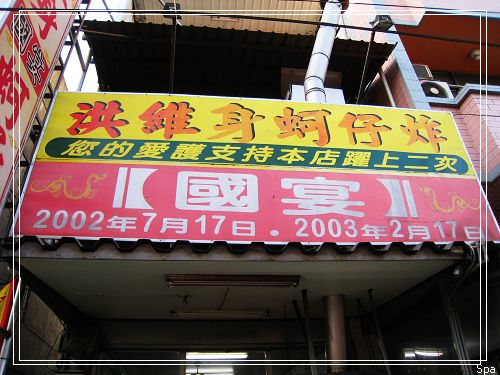 洪維身蚵仔炸
您的愛護支持本店躍上二次
國宴
2002年7月17日．2003年2月17日
Spa